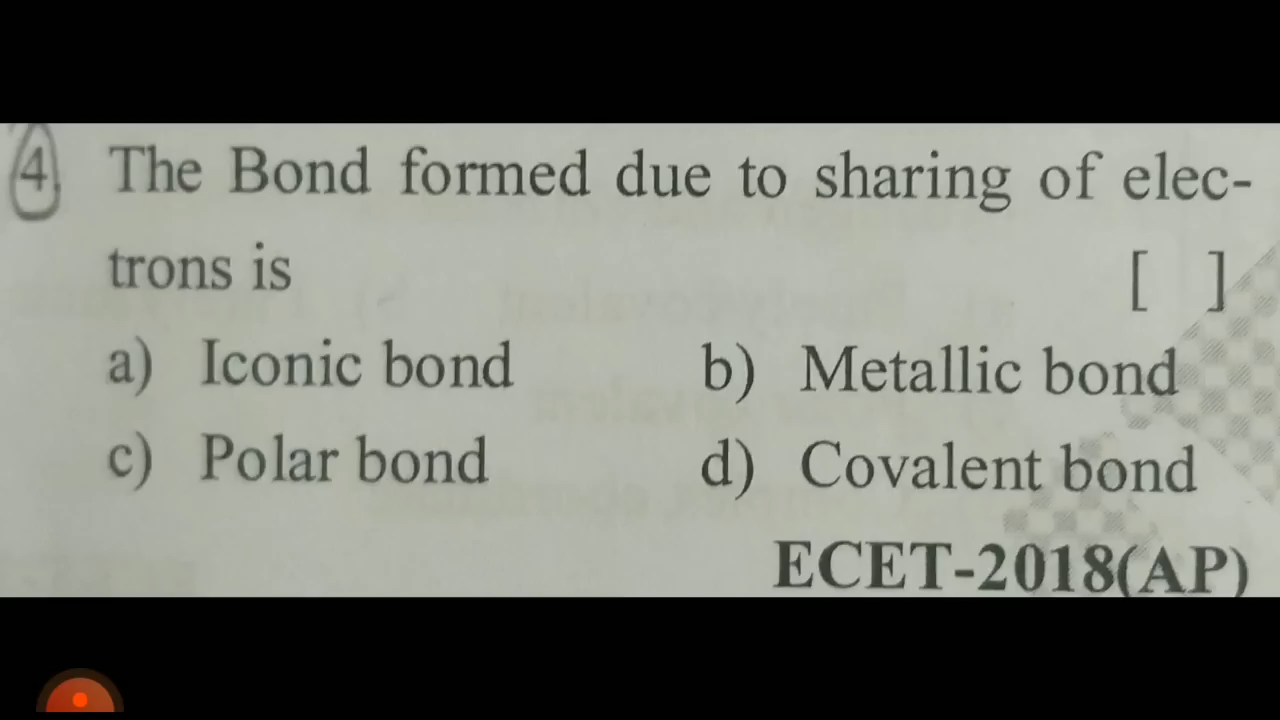 4. The Bond formed due to sharing of elec-
trons is [ ]
a) Iconic bond b) Metallic bond
c) Polar bond d) Covalent bond
ECET-2018(AP)